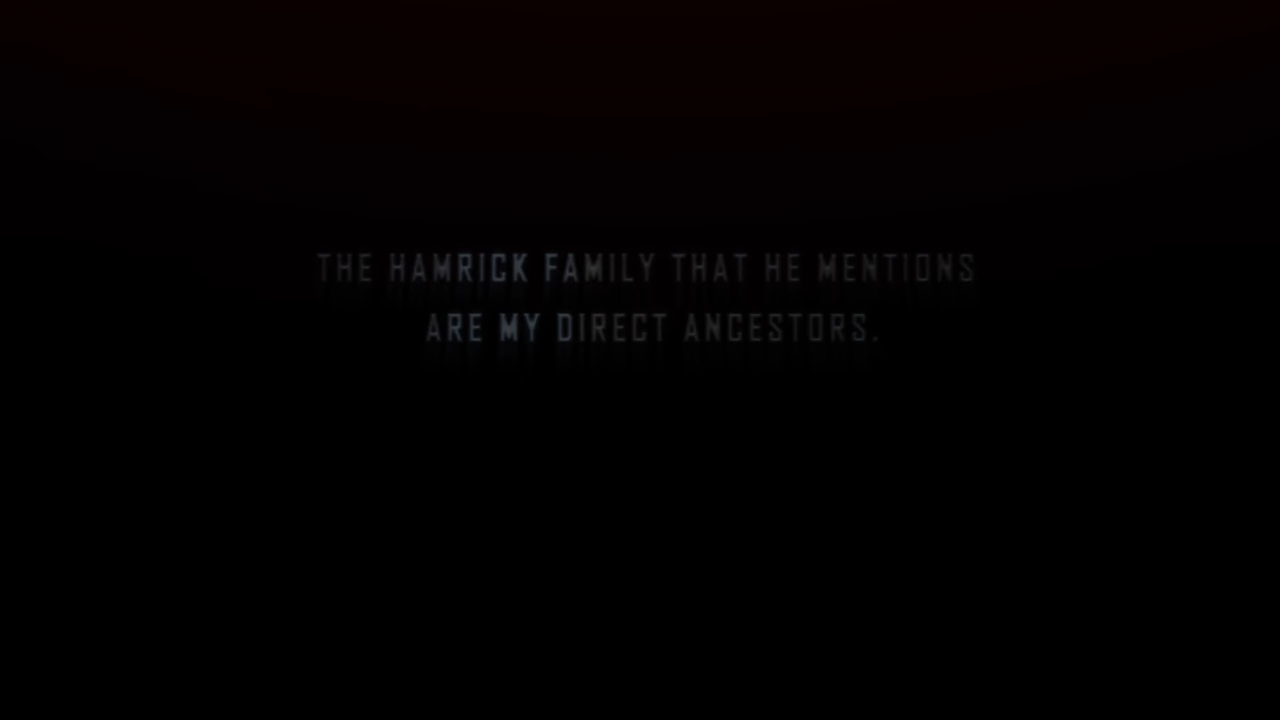 THE HAMRICK FAMILY THAT HE MENTIONS
ARE MY DIRECT ANCESTORS.